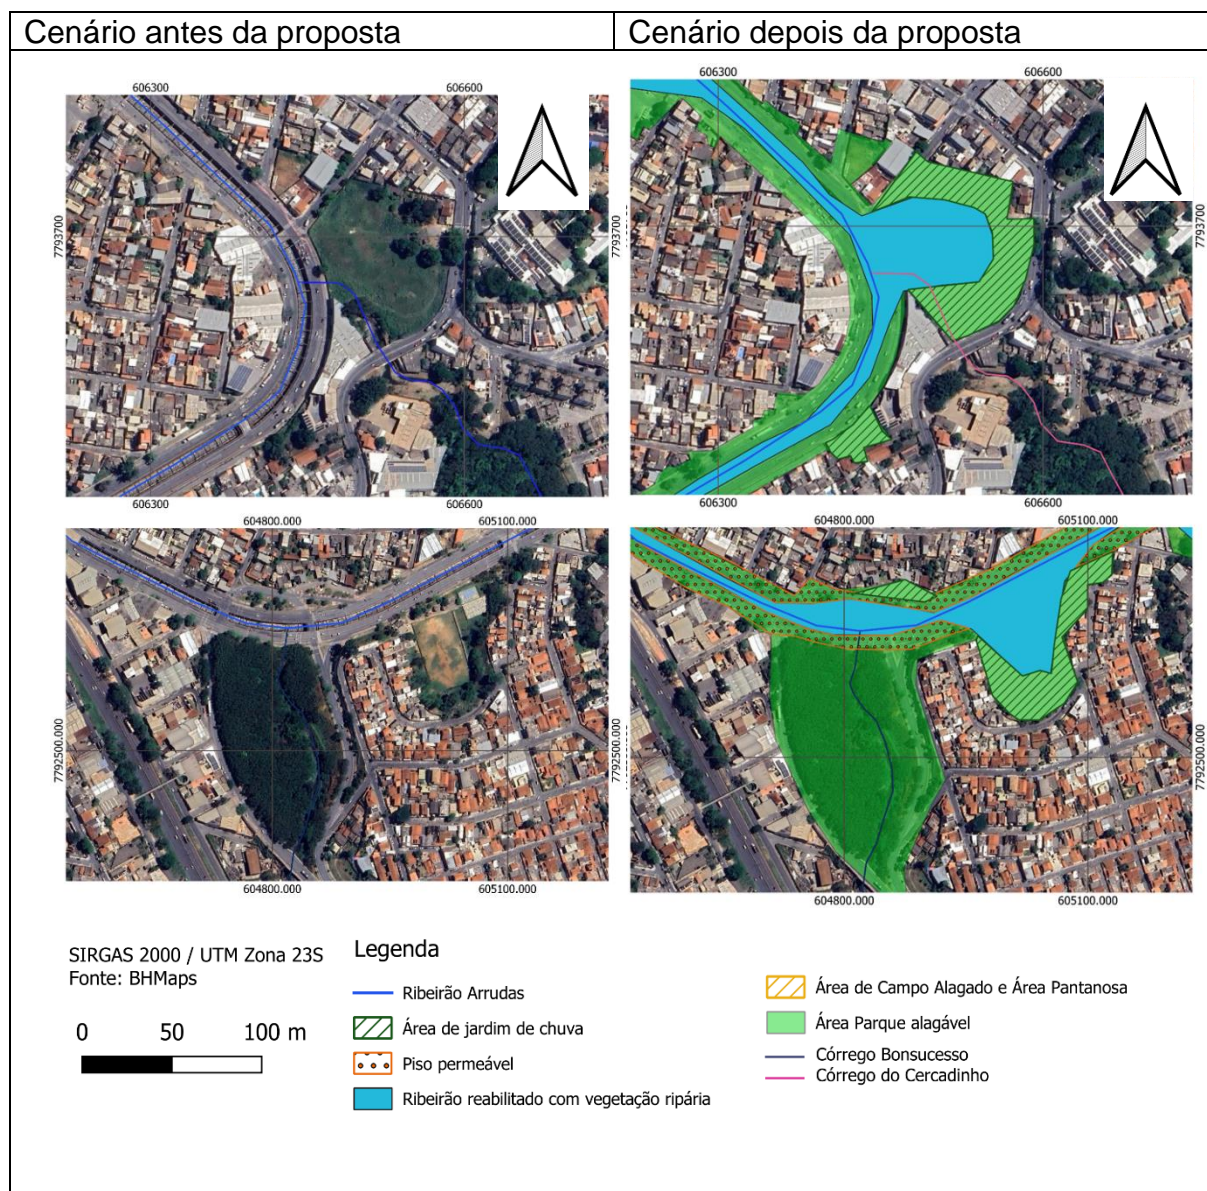 Cenário antes da proposta
Cenário depois da proposta
606300
606600
7793700
606300
606600
606300
606600
7793700
606300
606600
604800.000
605100.000
7792500.000
604800.000
605100.000
604800.000
605100.000
7792500.000
604800.000
605100.000
SIRGAS 2000 / UTM Zona 23S
Fonte: BHMaps
0 50 100 m
Legenda
Ribeirão Arrudas
Área de jardim de chuva
Piso permeável
Ribeirão reabilitado com vegetação ripária
Área de Campo Alagado e Área Pantanosa
Área Parque alagável
Córrego Bonsucesso
Córrego do Cercadinho